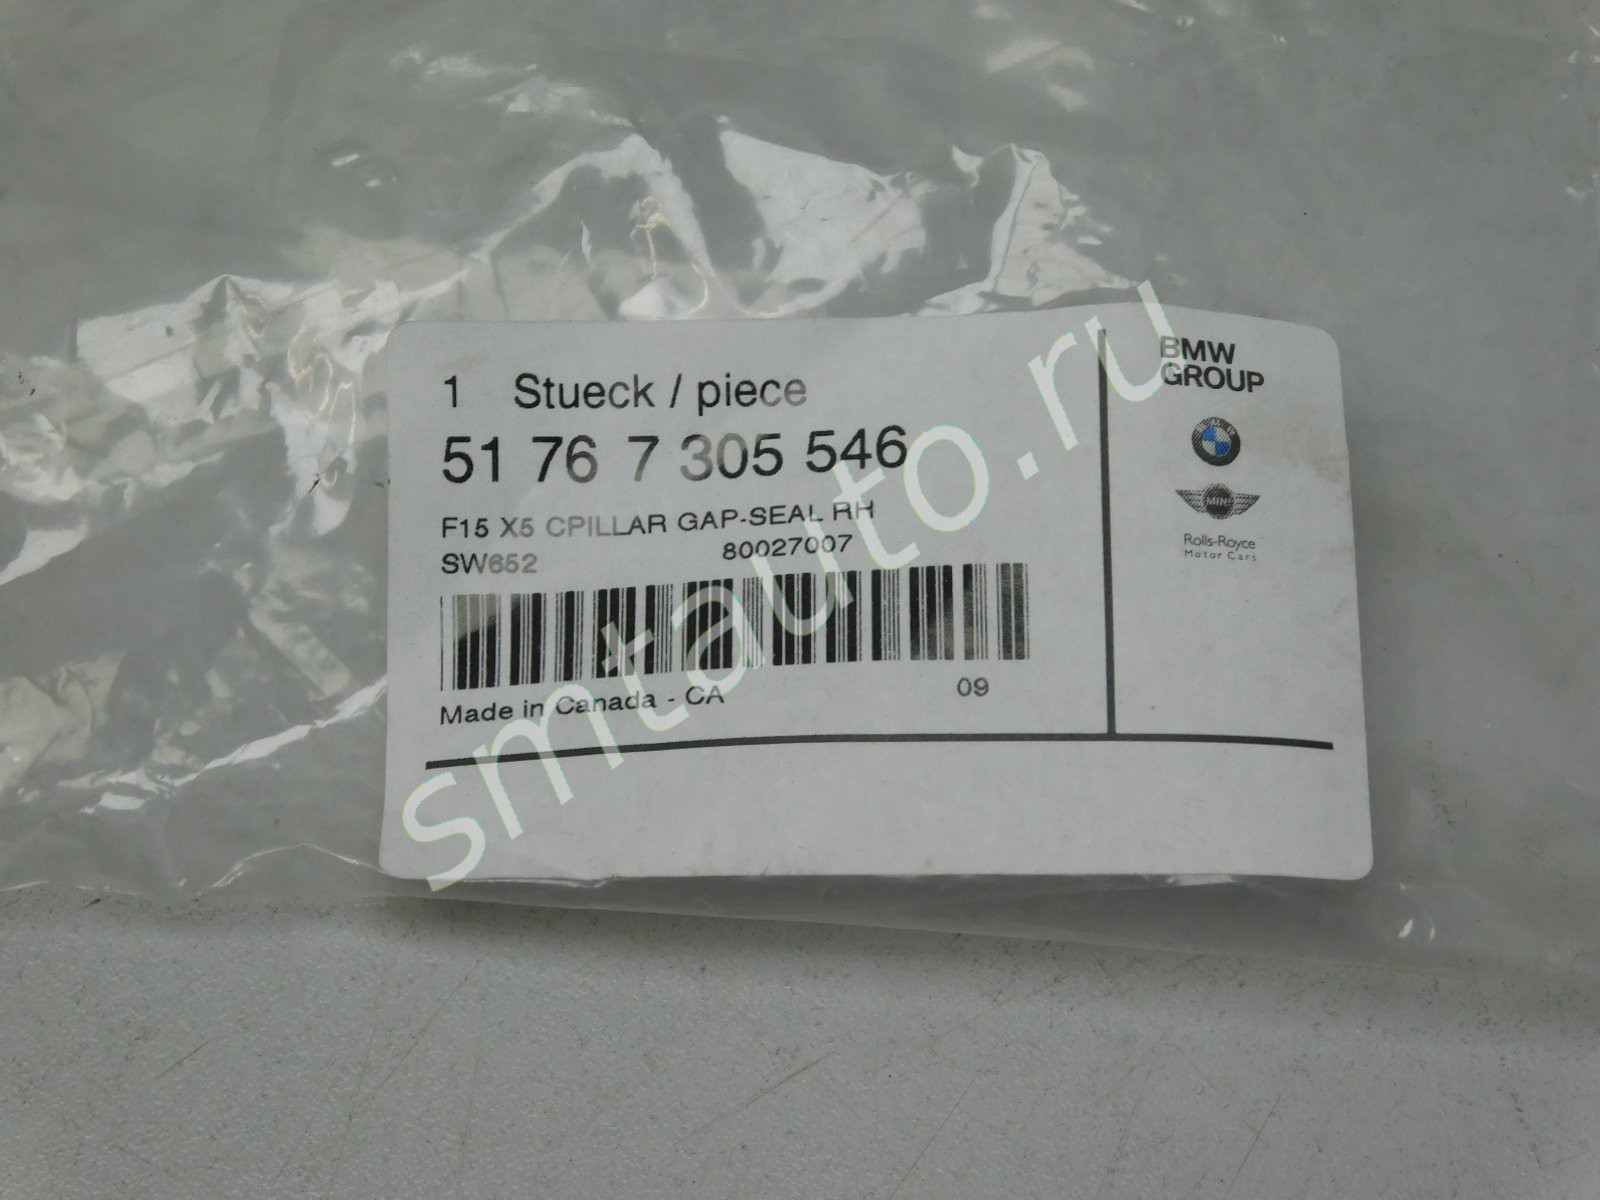 1 Stueck / piece
51 76 7 305 546
F15 X5 CPILLAR GAP-SEAL RH
SW652 80027007
Made in Canada - CA 09
BMW
GROUP
MINI
Rolls-Royce
Motor Cars
smtauto.ru